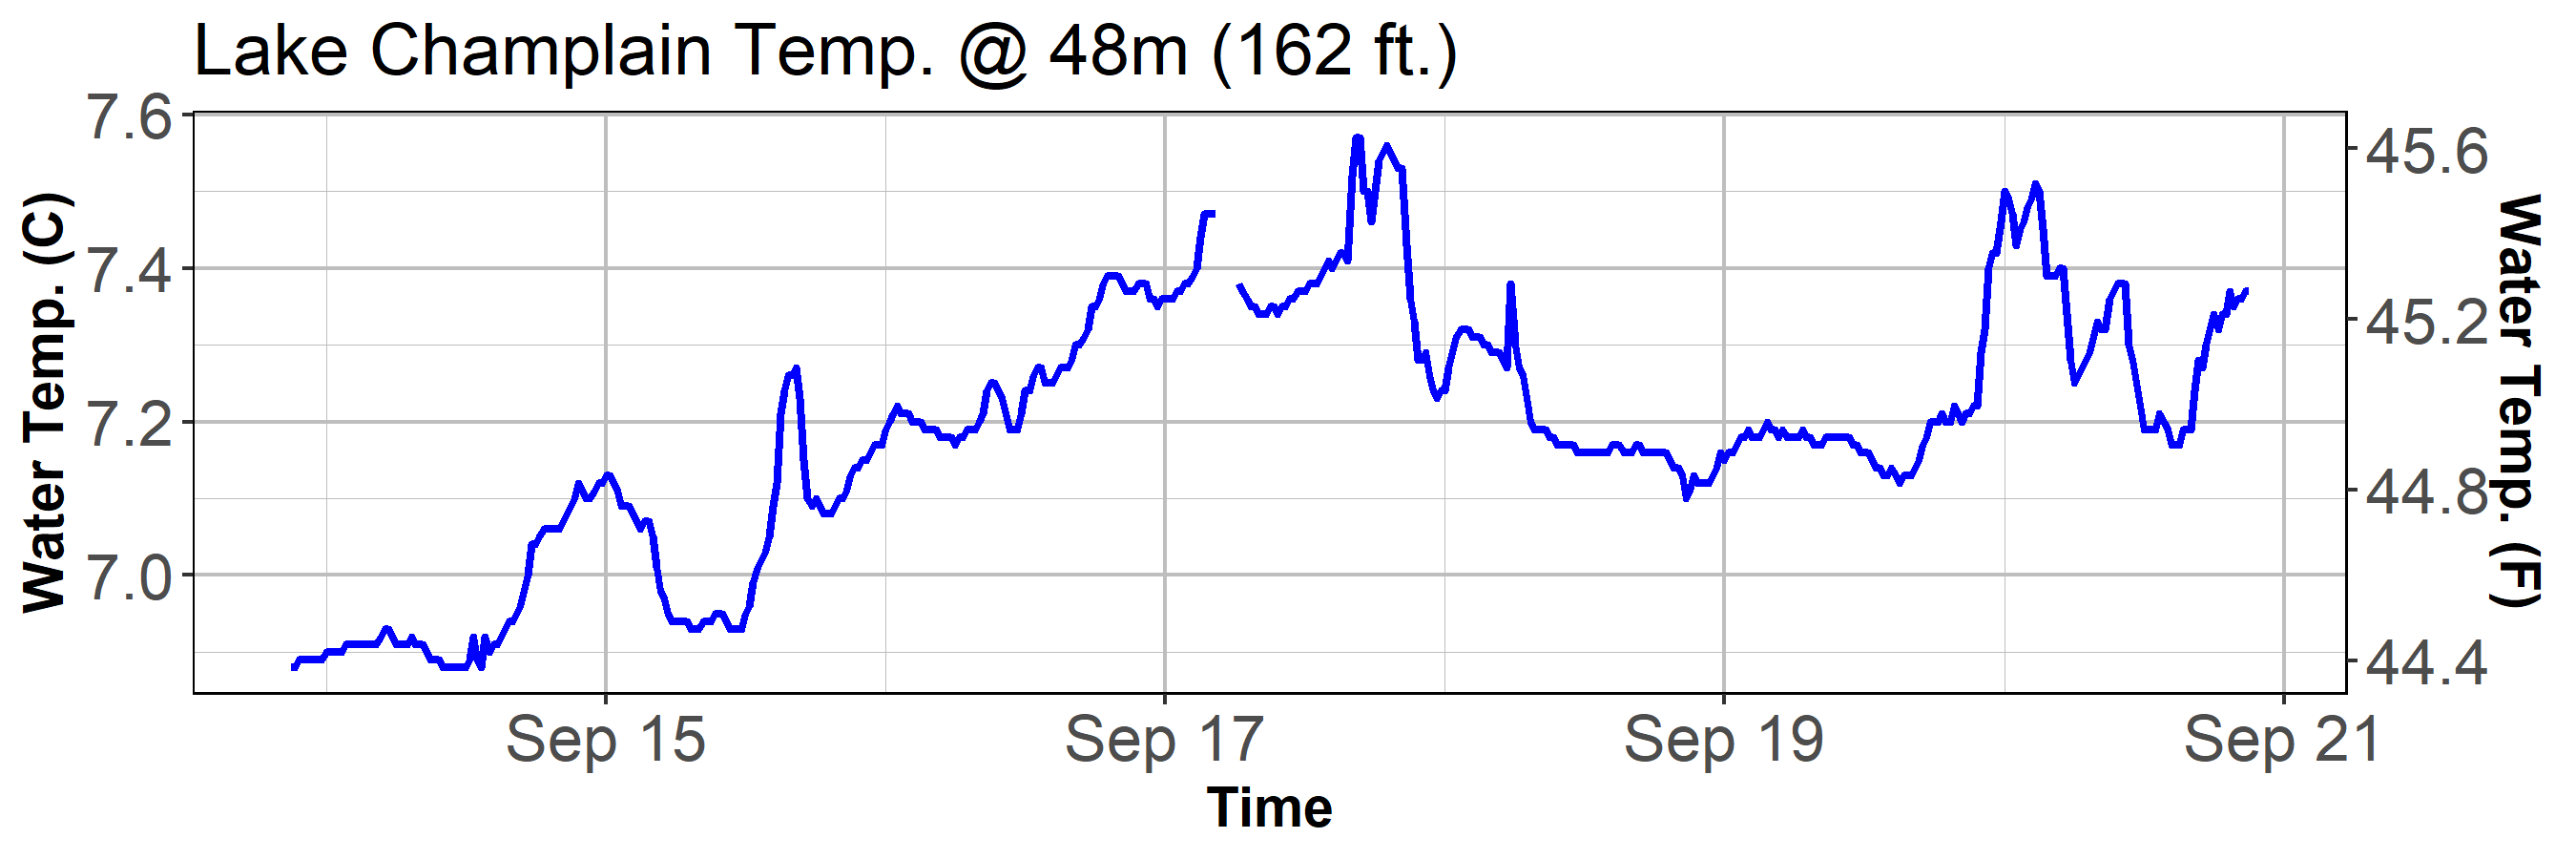 Lake Champlain Temp. @ 48m (162 ft.)
Water Temp. (C)
7.6
7.4
7.2
7.0
45.6
45.2
44.8
44.4
Water Temp. (F)
Sep 15 Sep 17 Sep 19 Sep 21
Time